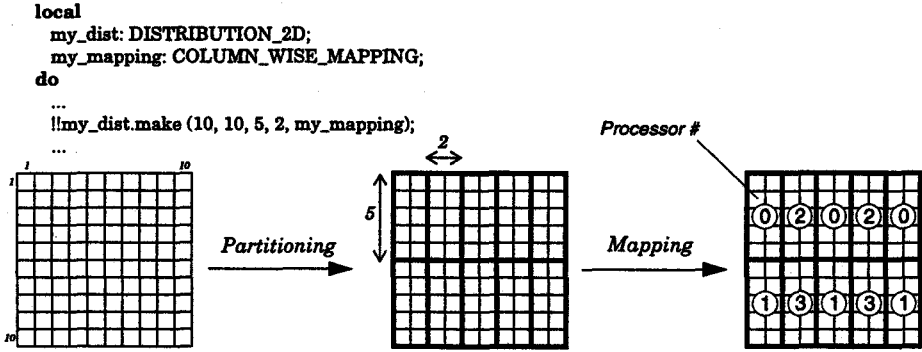 local
my_dist: DISTRIBUTION_2D;
my_mapping: COLUMN_WISE_MAPPING;
do
...
!!my_dist.make (10, 10, 5, 2, my_mapping);
...
Processor #
1 10
1
10
2
5
Partitioning
Mapping
0 2 0 2 0
1 3 1 3 1